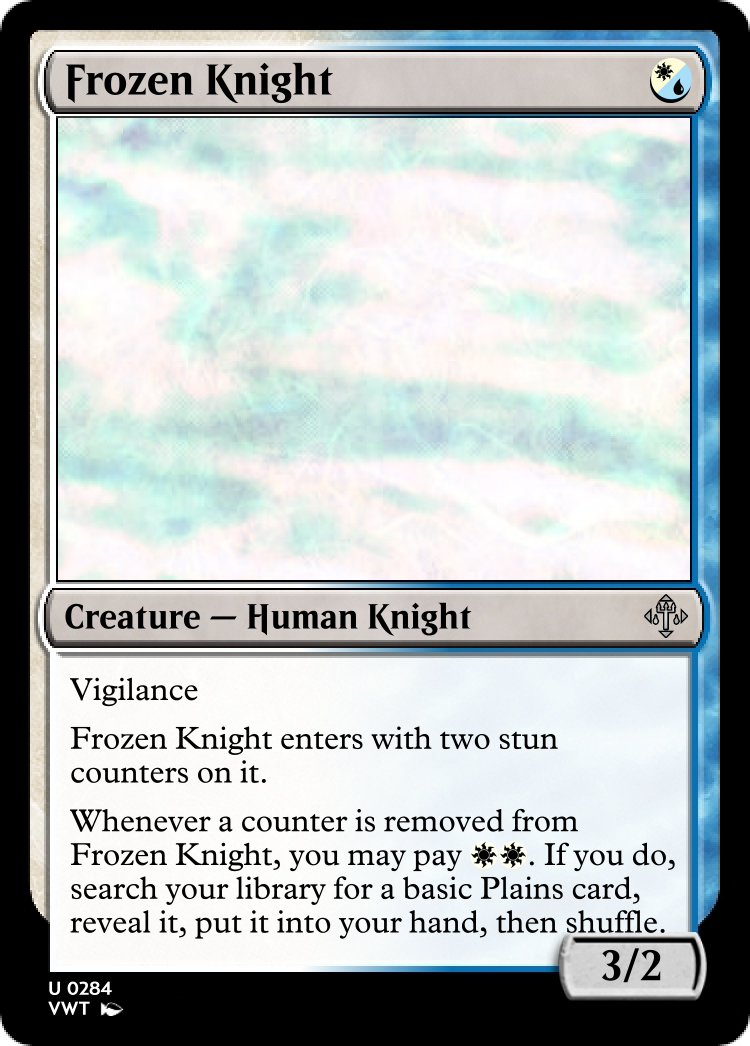 Frozen Knight
Creature — Human Knight
Vigilance
Frozen Knight enters with two stun
counters on it.
Whenever a counter is removed from
Frozen Knight, you may pay . If you do,
search your library for a basic Plains card,
reveal it, put it into your hand, then shuffle.
3/2
U 0284
VWT